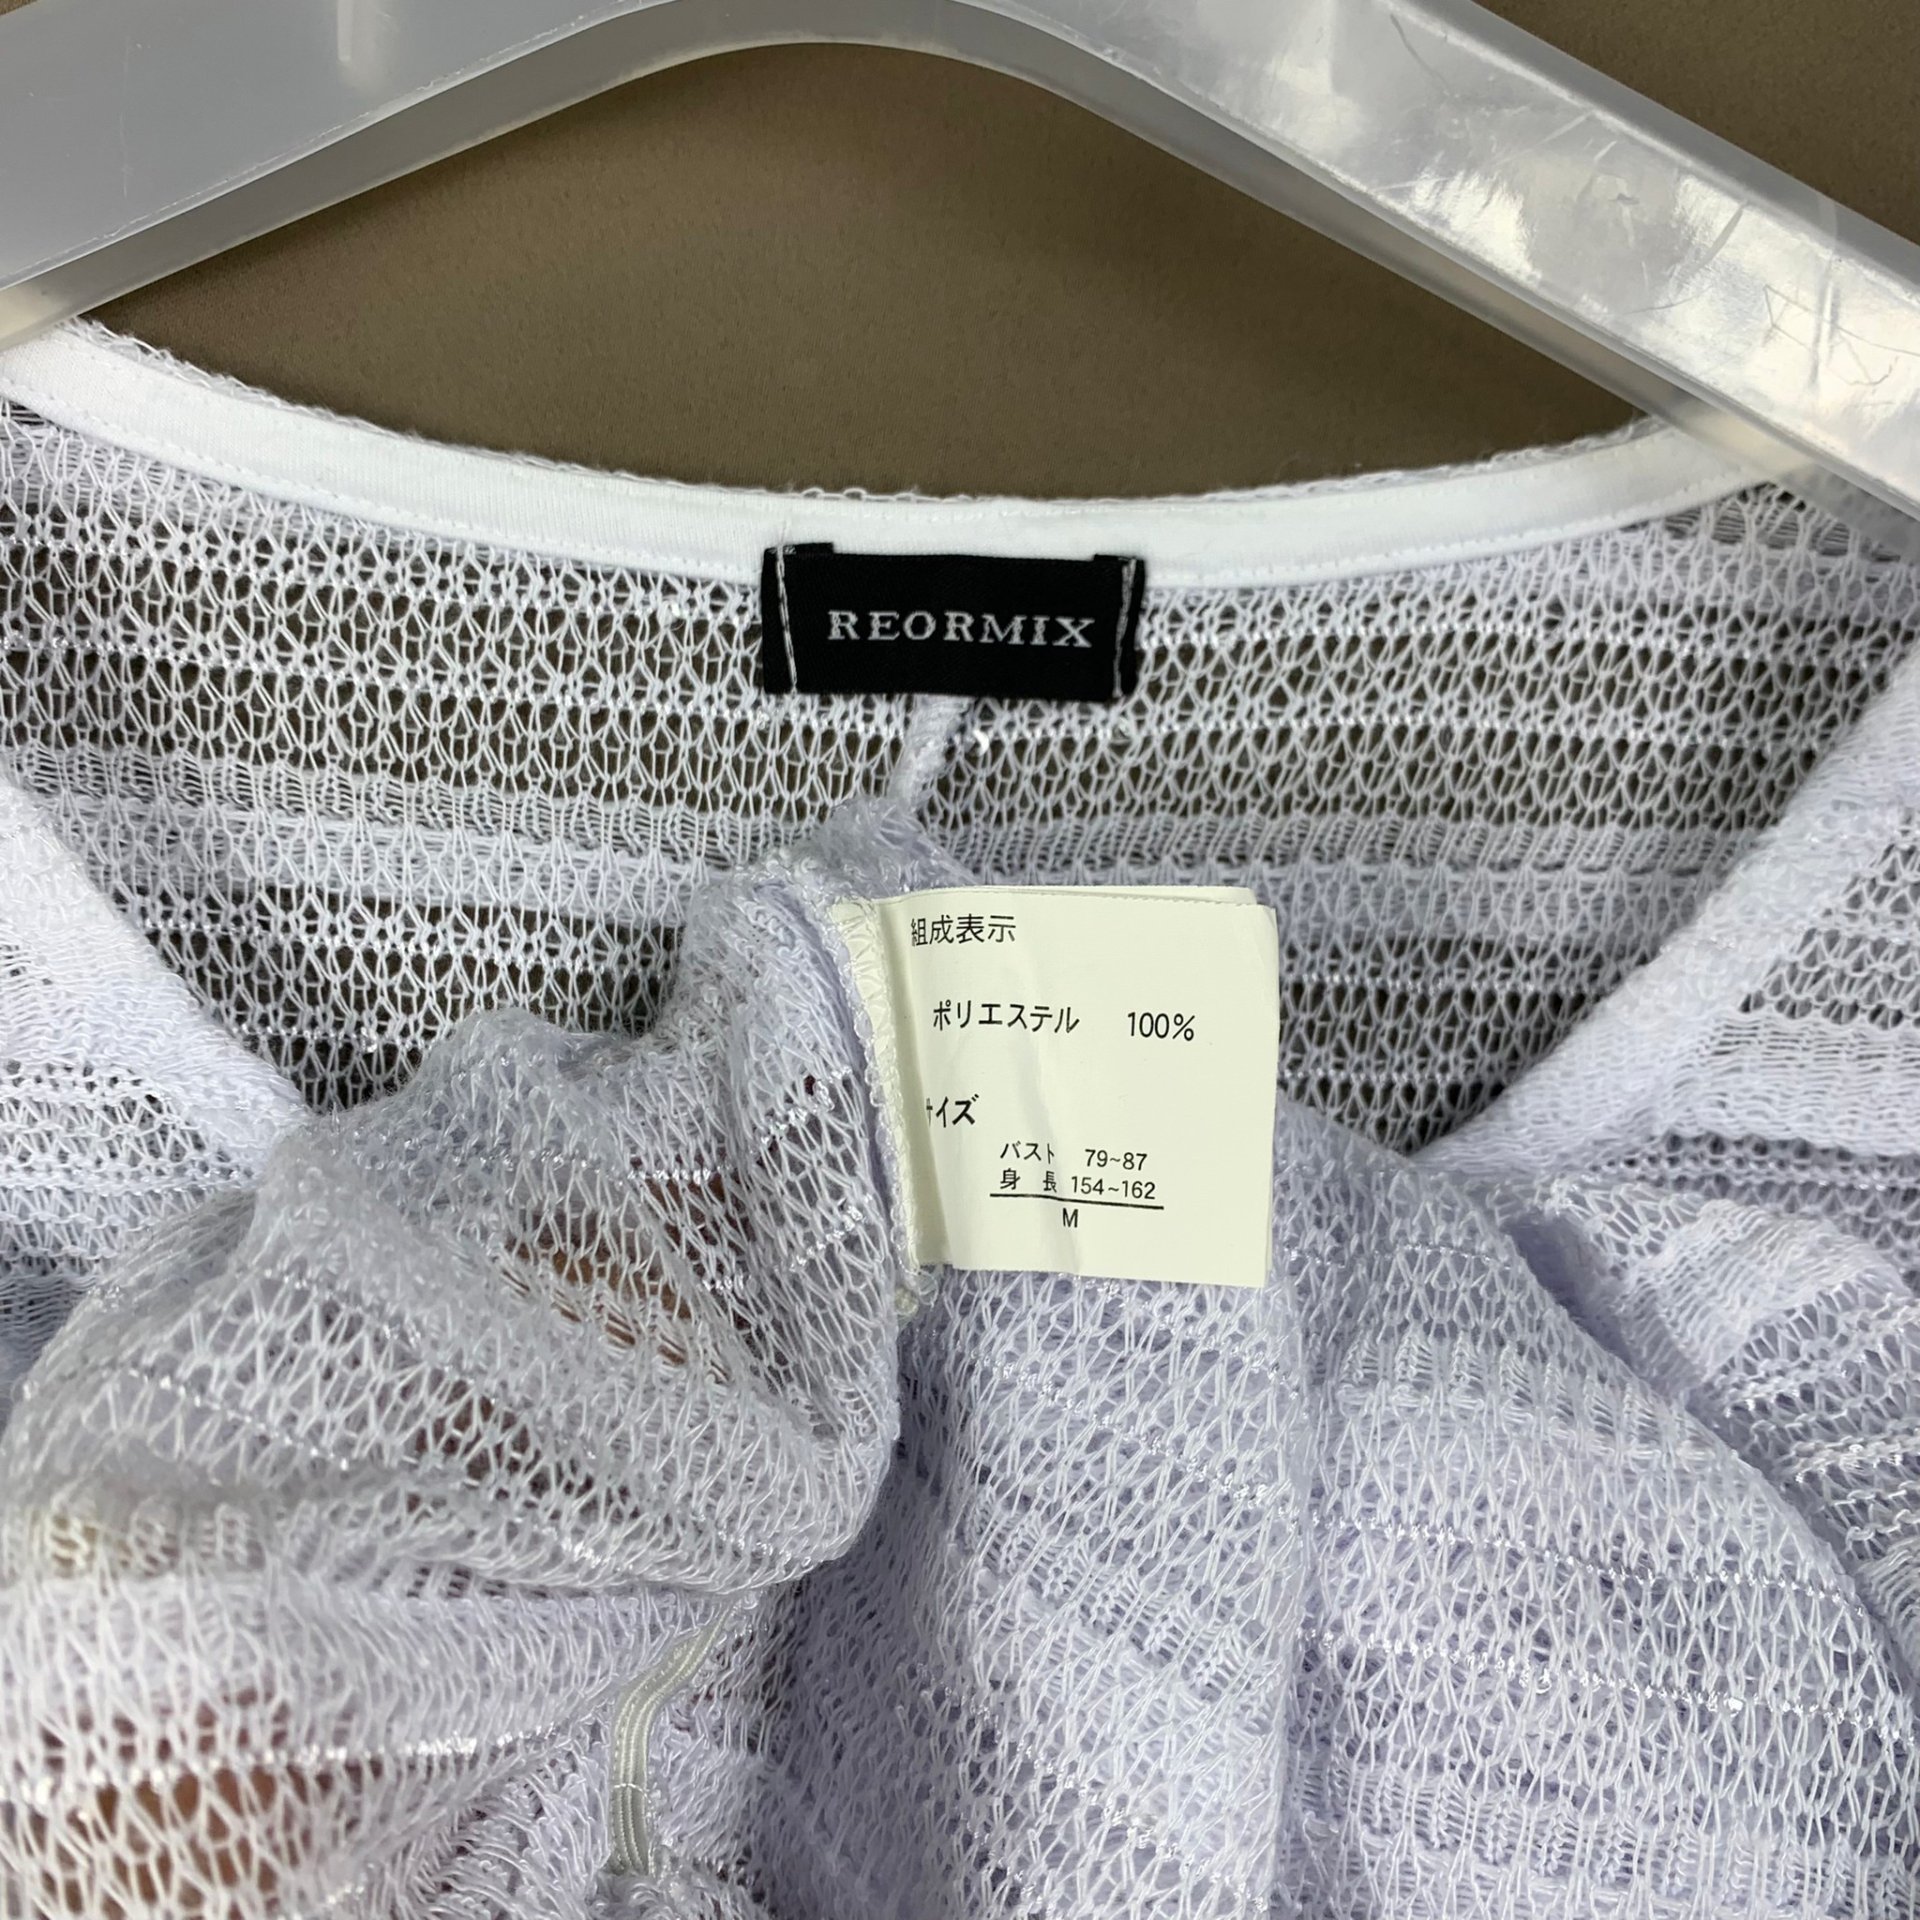 REORMIX
組成表示
ポリエステル 100%
サイズ
バスト 79~87
身 長 154~162
M